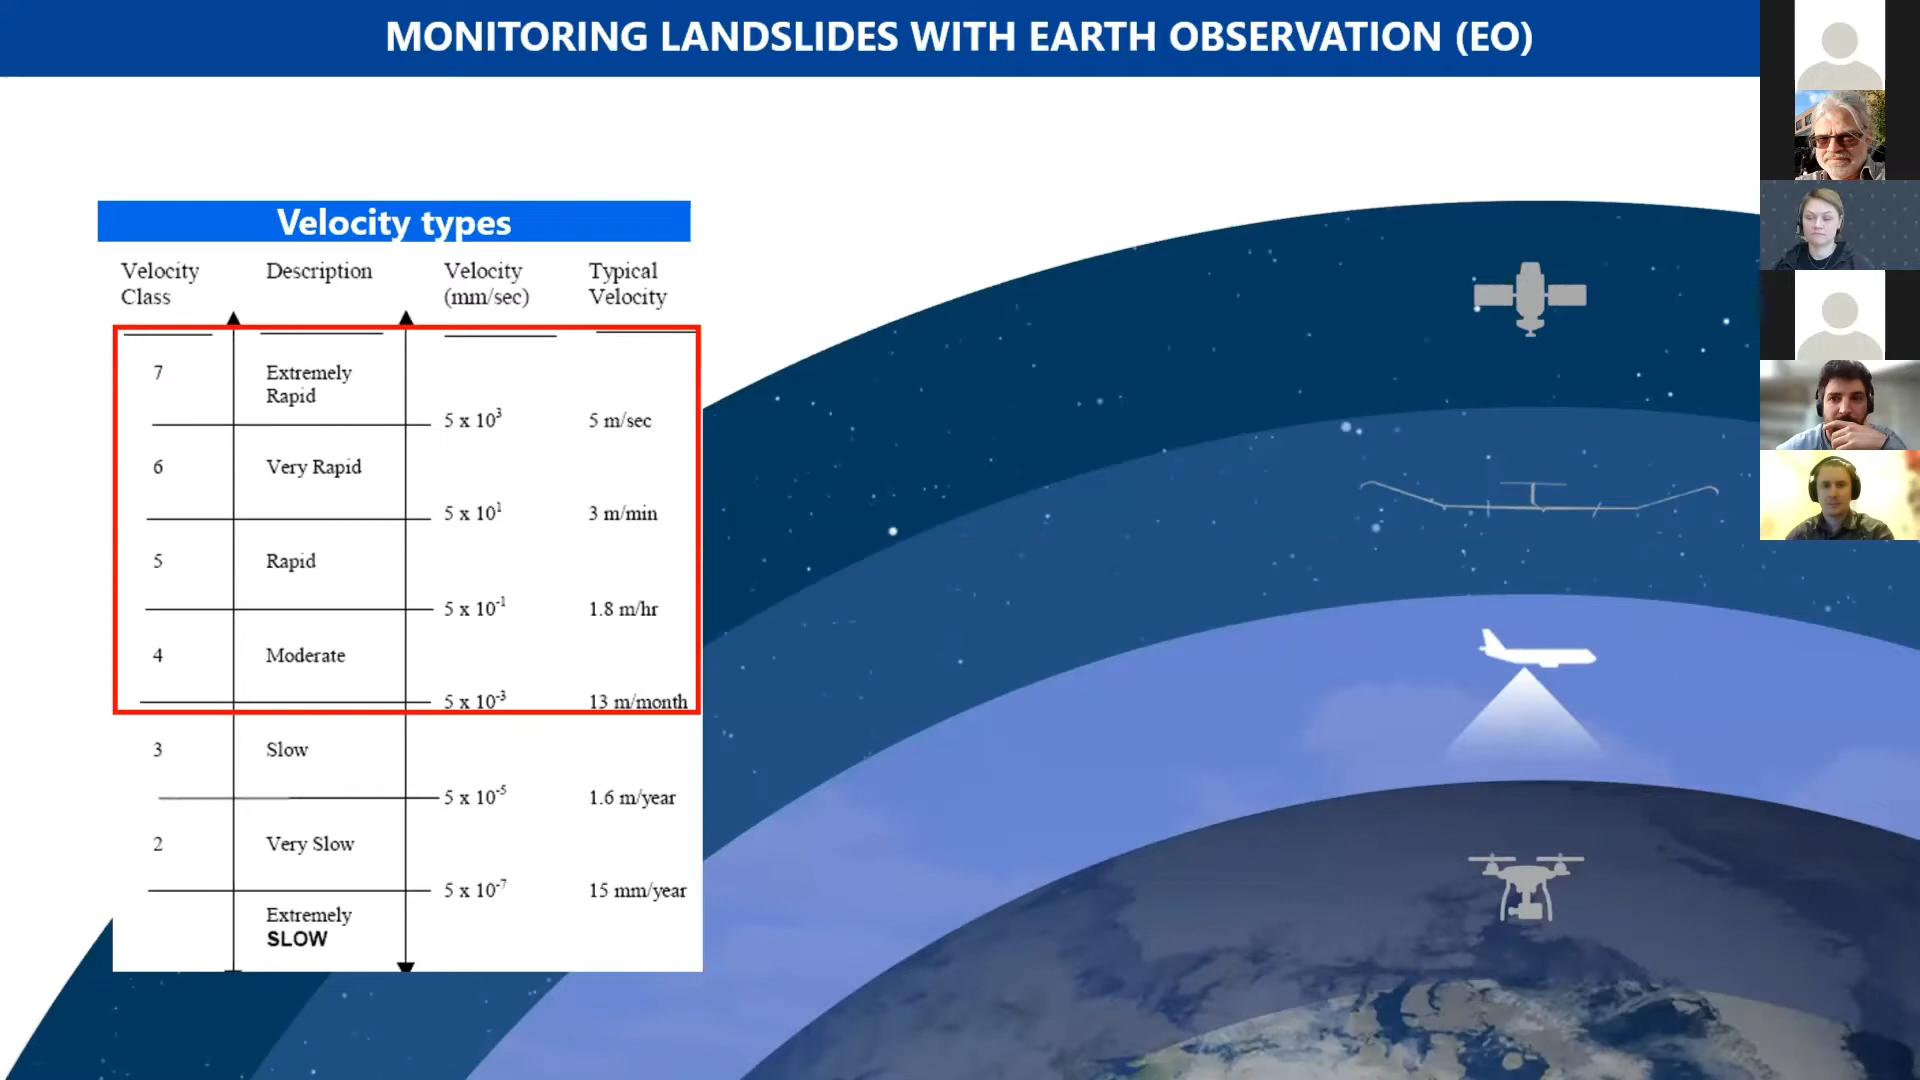 MONITORING LANDSLIDES WITH EARTH OBSERVATION (EO)
Velocity types
Velocity Class Description Velocity (mm/sec) Typical Velocity
7 Extremely Rapid
5 x 10³ 5 m/sec
6 Very Rapid
5 x 10¹ 3 m/min
5 Rapid
5 x 10⁻¹ 1.8 m/hr
4 Moderate
5 x 10⁻³ 13 m/month
3 Slow
5 x 10⁻⁵ 1.6 m/year
2 Very Slow
5 x 10⁻⁷ 15 mm/year
Extremely
SLOW